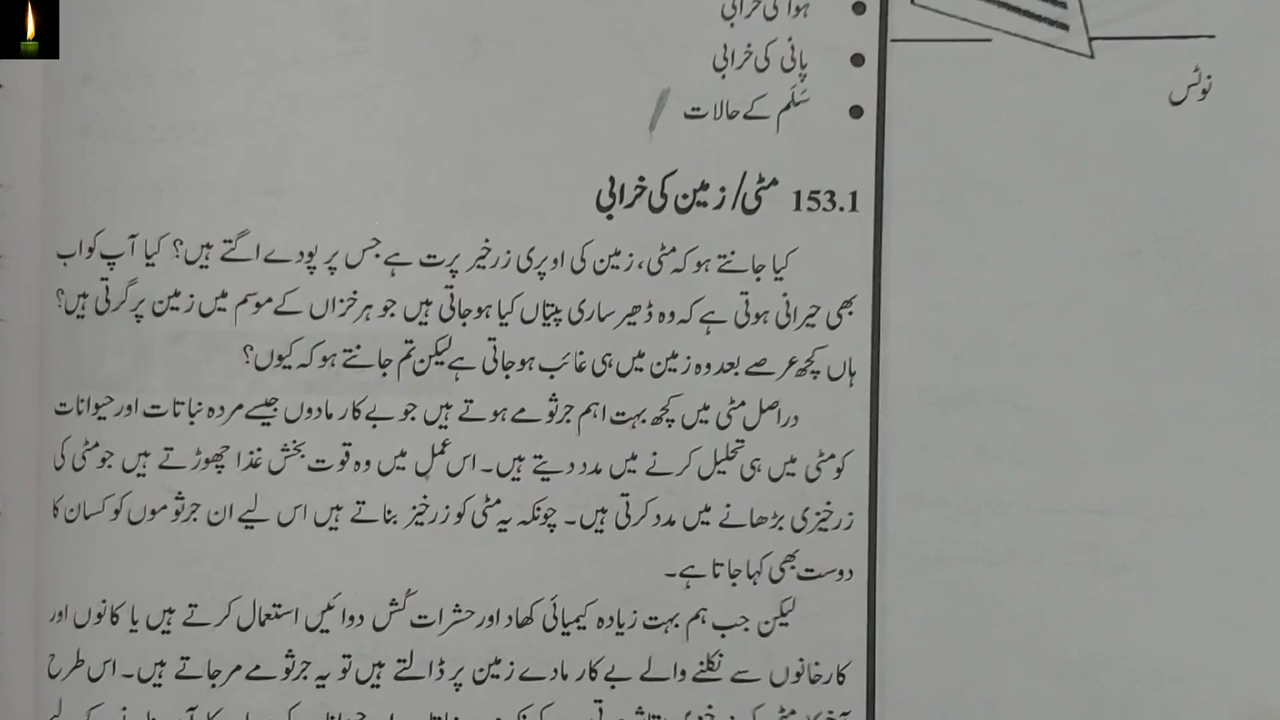 ہوا کی خرابی
پانی کی خرابی
سَلَم کے حالات
نوٹس
153.1 مٹی/زمین کی خرابی
کیا جانتے ہو کہ مٹی، زمین کی اوپری زرخیر پرت ہے جس پر پودے اگتے ہیں؟ کیا آپ کو اب
بھی حیرانی ہوتی ہے کہ وہ ڈھیر ساری پتیاں کیا ہوجاتی ہیں جو ہر خزاں کے موسم میں زمین پر گرتی ہیں؟
ہاں کچھ عرصے بعد وہ زمین میں ہی غائب ہوجاتی ہے لیکن تم جانتے ہو کہ کیوں؟
دراصل مٹی میں کچھ بہت اہم جرثومے ہوتے ہیں جو بے کار مادوں جیسے مردہ نباتات اور حیوانات
کو مٹی میں ہی تحلیل کرنے میں مدد دیتے ہیں۔ اس عمل میں وہ قوت بخش غذا چھوڑتے ہیں جو مٹی کی
زرخیزی بڑھانے میں مدد کرتی ہیں۔ چونکہ یہ مٹی کو زرخیز بناتے ہیں اس لیے ان جرثوموں کو کسان کا
دوست بھی کہا جاتا ہے۔
لیکن جب ہم بہت زیادہ کیمیائی کھاد اور حشرات کُش دوائیں استعمال کرتے ہیں یا کانوں اور
کارخانوں سے نکلنے والے بے کار مادے زمین پر ڈالتے ہیں تو یہ جرثومے مرجاتے ہیں۔ اس طرح